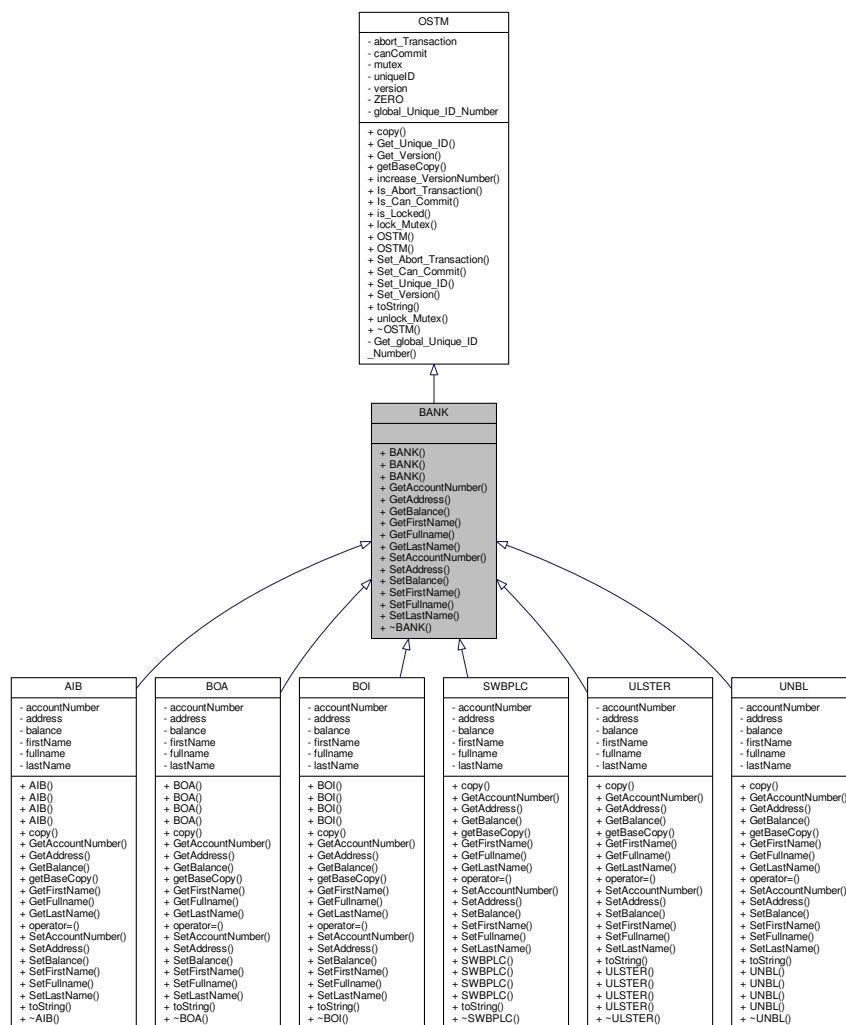 OSTM
- abort_Transaction
- canCommit
- mutex
- uniqueID
- version
- ZERO
- global_Unique_ID_Number
+ copy()
+ Get_Unique_ID()
+ Get_Version()
+ getBaseCopy()
+ increase_VersionNumber()
+ Is_Abort_Transaction()
+ Is_Can_Commit()
+ is_Locked()
+ lock_Mutex()
+ OSTM()
+ OSTM()
+ Set_Abort_Transaction()
+ Set_Can_Commit()
+ Set_Unique_ID()
+ Set_Version()
+ toString()
+ unlock_Mutex()
+ ~OSTM()
- Get_global_Unique_ID
_Number()
BANK
+ BANK()
+ BANK()
+ BANK()
+ GetAccountNumber()
+ GetAddress()
+ GetBalance()
+ GetFirstName()
+ GetFullname()
+ GetLastName()
+ SetAccountNumber()
+ SetAddress()
+ SetBalance()
+ SetFirstName()
+ SetFullname()
+ SetLastName()
+ ~BANK()
AIB
- accountNumber
- address
- balance
- firstName
- fullname
- lastName
+ AIB()
+ AIB()
+ AIB()
+ AIB()
+ copy()
+ GetAccountNumber()
+ GetAddress()
+ GetBalance()
+ getBaseCopy()
+ GetFirstName()
+ GetFullname()
+ GetLastName()
+ operator=()
+ SetAccountNumber()
+ SetAddress()
+ SetBalance()
+ SetFirstName()
+ SetFullname()
+ SetLastName()
+ toString()
+ ~AIB()
BOA
- accountNumber
- address
- balance
- firstName
- fullname
- lastName
+ BOA()
+ BOA()
+ BOA()
+ BOA()
+ copy()
+ GetAccountNumber()
+ GetAddress()
+ GetBalance()
+ getBaseCopy()
+ GetFirstName()
+ GetFullname()
+ GetLastName()
+ operator=()
+ SetAccountNumber()
+ SetAddress()
+ SetBalance()
+ SetFirstName()
+ SetFullname()
+ SetLastName()
+ toString()
+ ~BOA()
BOI
- accountNumber
- address
- balance
- firstName
- fullname
- lastName
+ BOI()
+ BOI()
+ BOI()
+ BOI()
+ copy()
+ GetAccountNumber()
+ GetAddress()
+ GetBalance()
+ getBaseCopy()
+ GetFirstName()
+ GetFullname()
+ GetLastName()
+ operator=()
+ SetAccountNumber()
+ SetAddress()
+ SetBalance()
+ SetFirstName()
+ SetFullname()
+ SetLastName()
+ toString()
+ ~BOI()
SWBPLC
- accountNumber
- address
- balance
- firstName
- fullname
- lastName
+ copy()
+ GetAccountNumber()
+ GetAddress()
+ GetBalance()
+ getBaseCopy()
+ GetFirstName()
+ GetFullname()
+ GetLastName()
+ operator=()
+ SetAccountNumber()
+ SetAddress()
+ SetBalance()
+ SetFirstName()
+ SetFullname()
+ SetLastName()
+ SWBPLC()
+ SWBPLC()
+ SWBPLC()
+ SWBPLC()
+ toString()
+ ~SWBPLC()
ULSTER
- accountNumber
- address
- balance
- firstName
- fullname
- lastName
+ copy()
+ GetAccountNumber()
+ GetAddress()
+ GetBalance()
+ getBaseCopy()
+ GetFirstName()
+ GetFullname()
+ GetLastName()
+ operator=()
+ SetAccountNumber()
+ SetAddress()
+ SetBalance()
+ SetFirstName()
+ SetFullname()
+ SetLastName()
+ toString()
+ ULSTER()
+ ULSTER()
+ ULSTER()
+ ULSTER()
+ ~ULSTER()
UNBL
- accountNumber
- address
- balance
- firstName
- fullname
- lastName
+ copy()
+ GetAccountNumber()
+ GetAddress()
+ GetBalance()
+ getBaseCopy()
+ GetFirstName()
+ GetFullname()
+ GetLastName()
+ operator=()
+ SetAccountNumber()
+ SetAddress()
+ SetBalance()
+ SetFirstName()
+ SetFullname()
+ SetLastName()
+ toString()
+ UNBL()
+ UNBL()
+ UNBL()
+ UNBL()
+ ~UNBL()